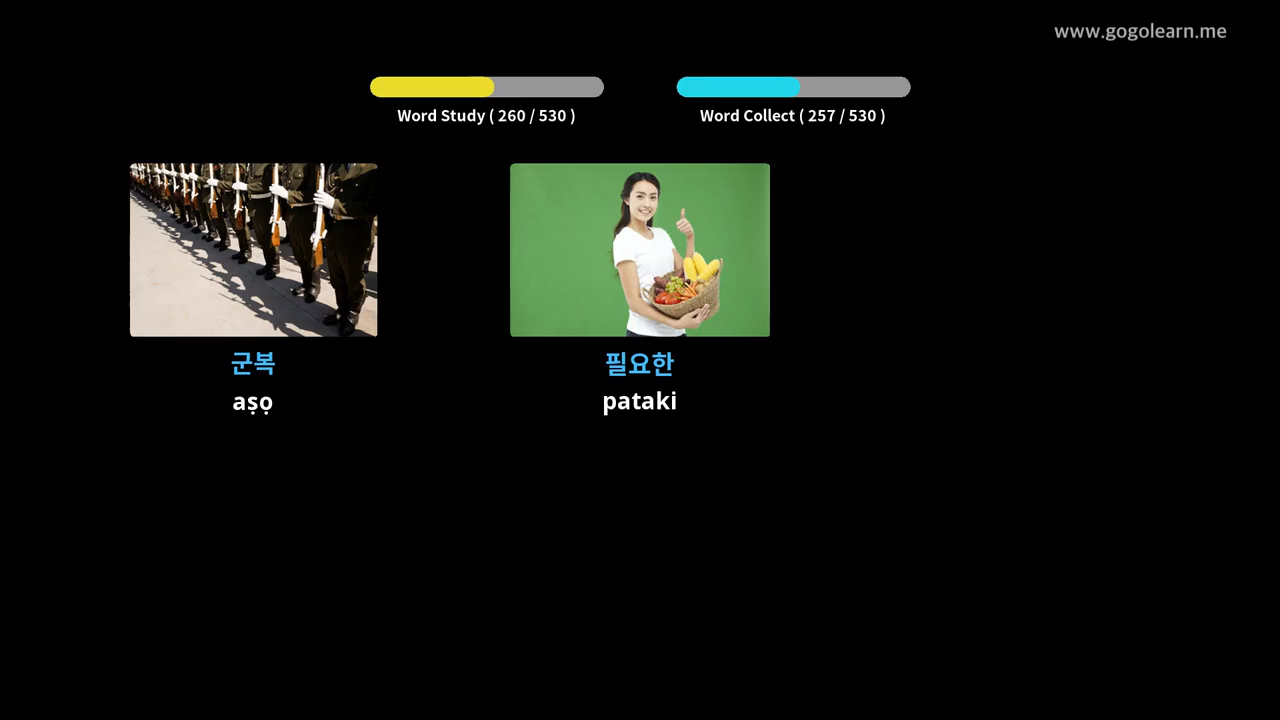 www.gogolearn.me
Word Study ( 260 / 530 )
Word Collect ( 257 / 530 )
군복
aṣọ
필요한
pataki